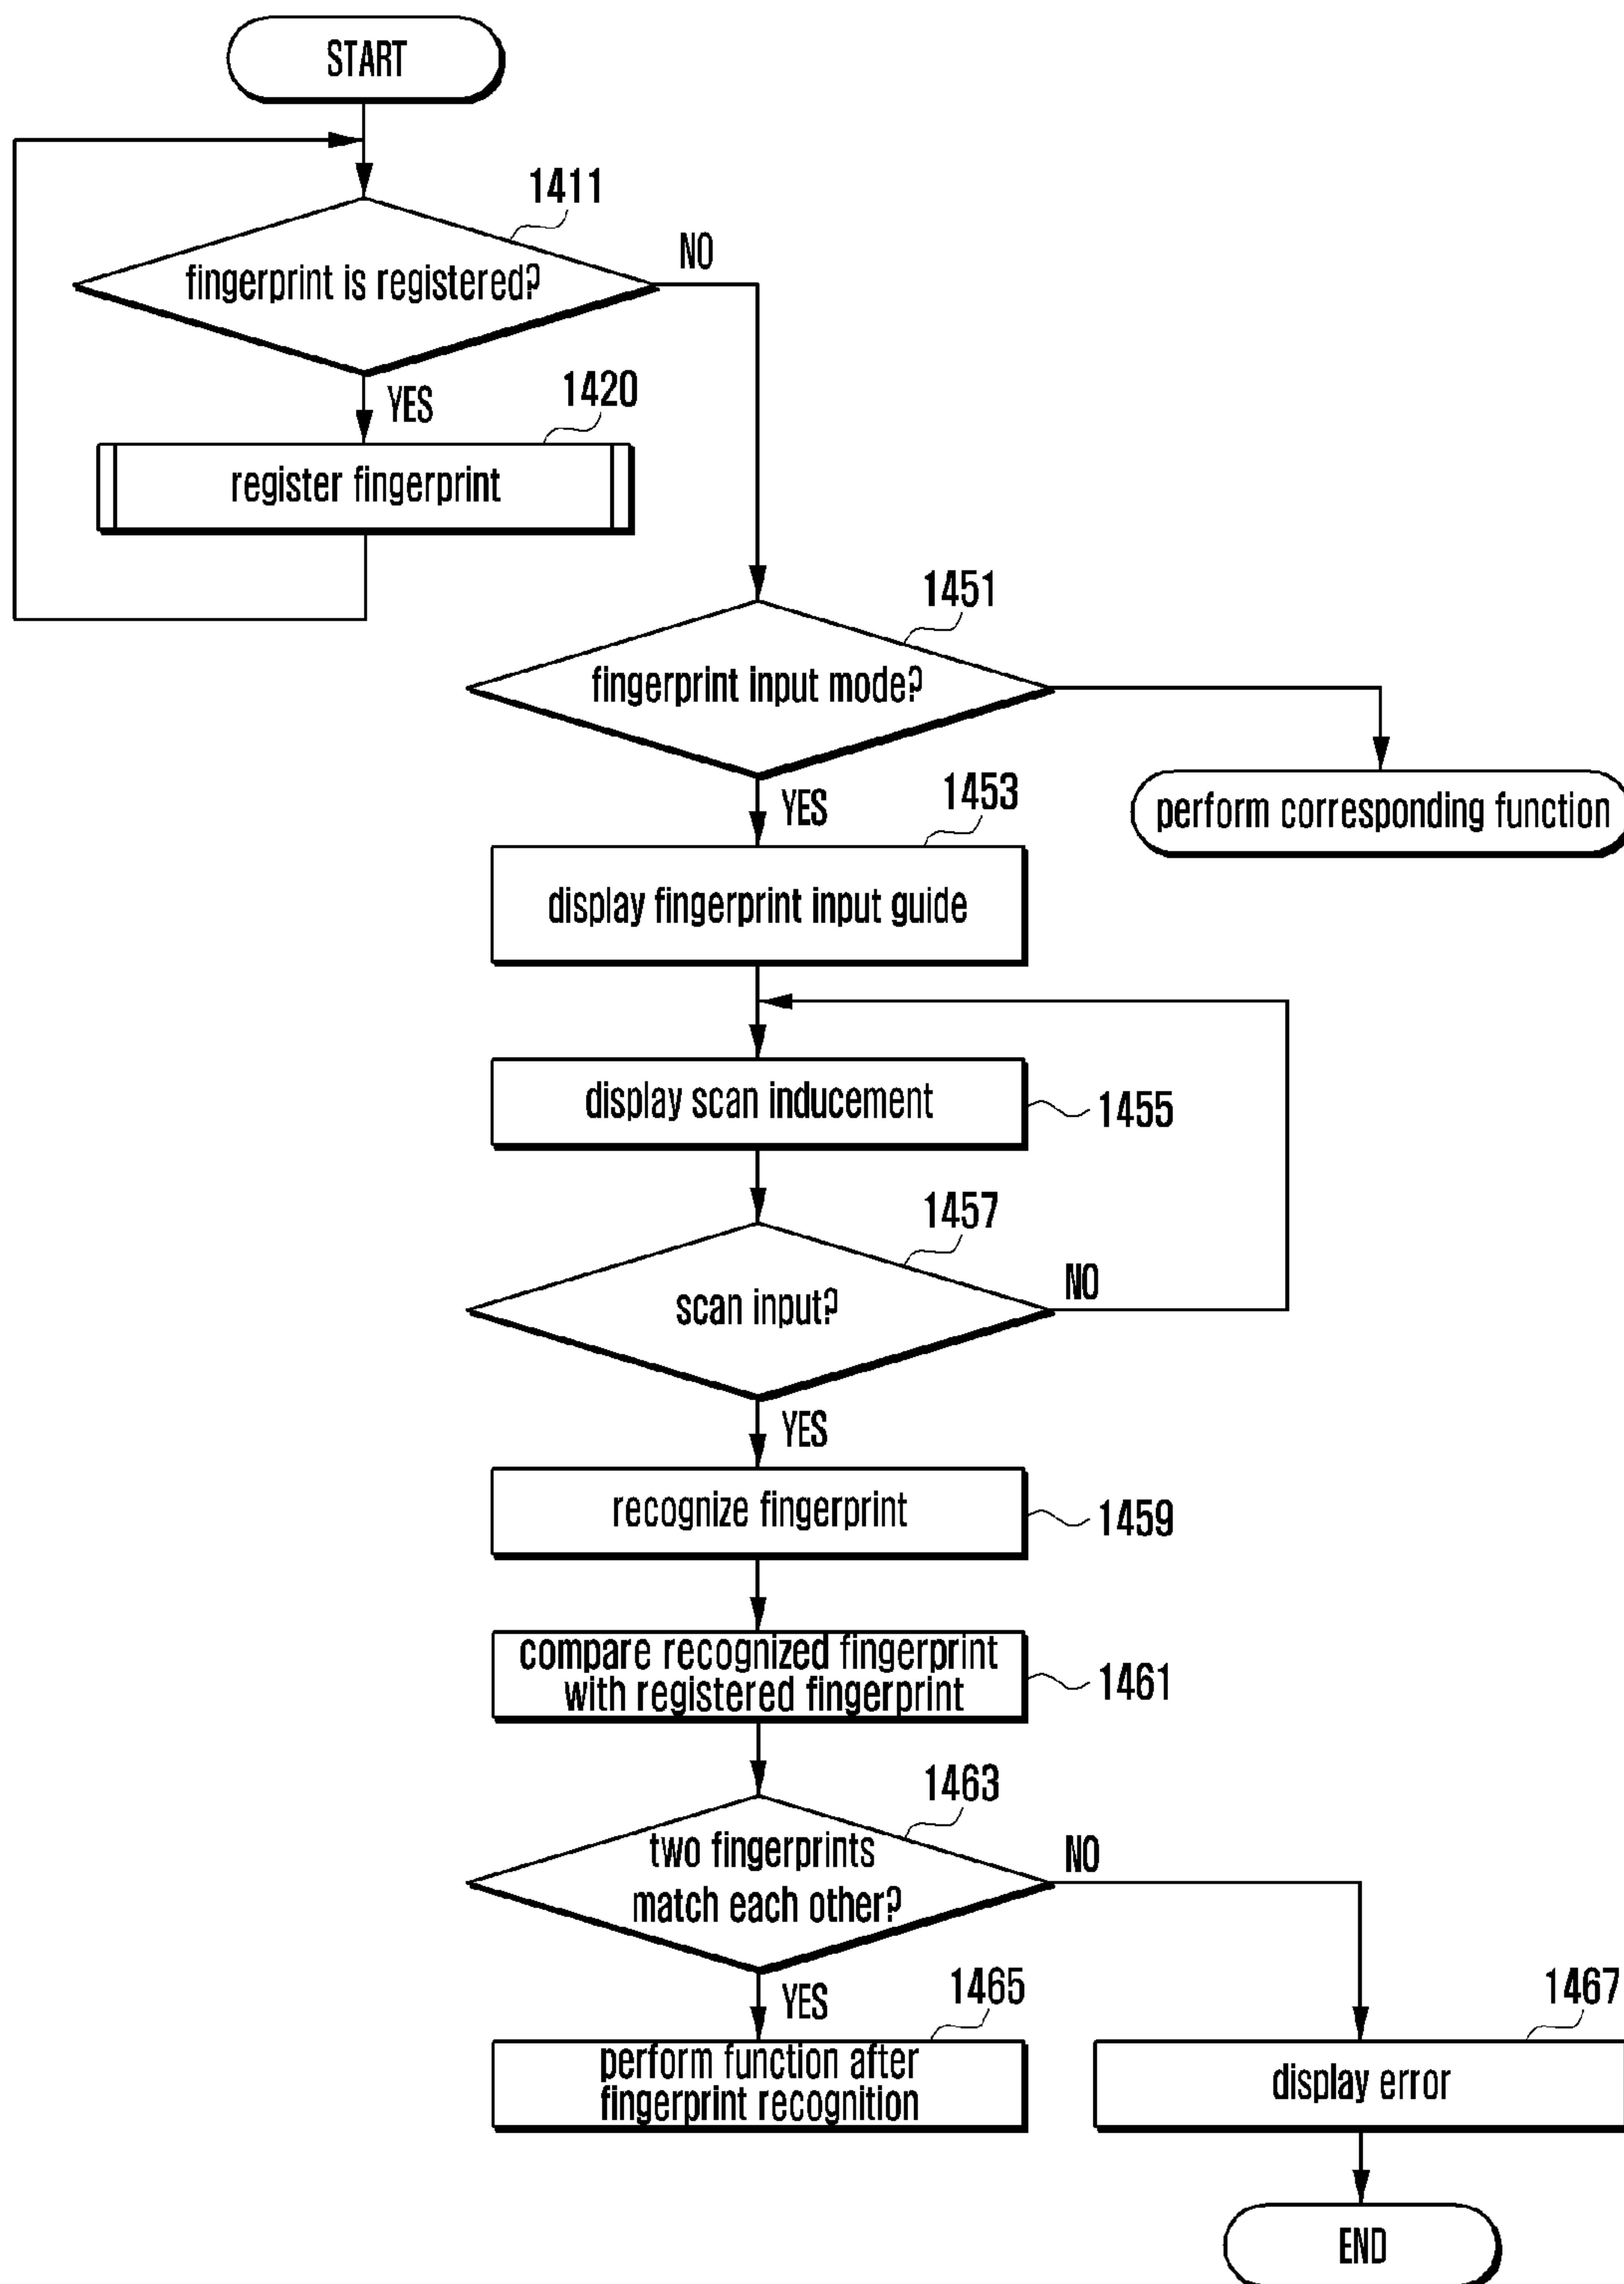 START
1411
fingerprint is registered?
NO
YES
1420
register fingerprint
1451
fingerprint input mode?
YES
perform corresponding function
1453
display fingerprint input guide
display scan inducement
1455
1457
scan input?
NO
YES
recognize fingerprint
1459
compare recognized fingerprint
with registered fingerprint
1461
1463
two fingerprints
match each other?
NO
YES
1465
perform function after
fingerprint recognition
1467
display error
END